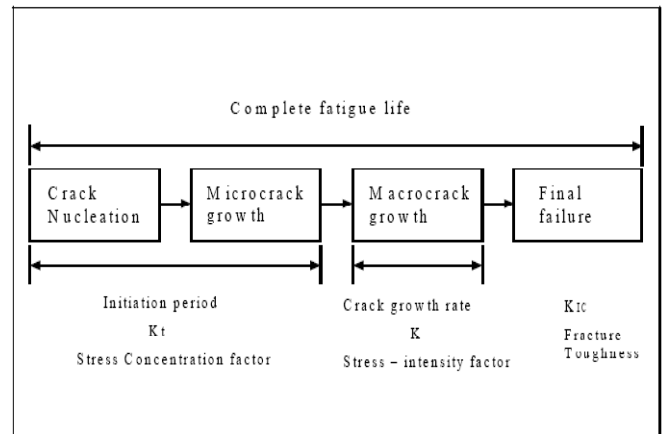 Complete fatigue life
Crack
Nucleation
Microcrack
growth
Macrocrack
growth
Final
failure
Initiation period
Kt
Stress Concentration factor
Crack growth rate
K
Stress – intensity factor
KIC
Fracture
Toughness